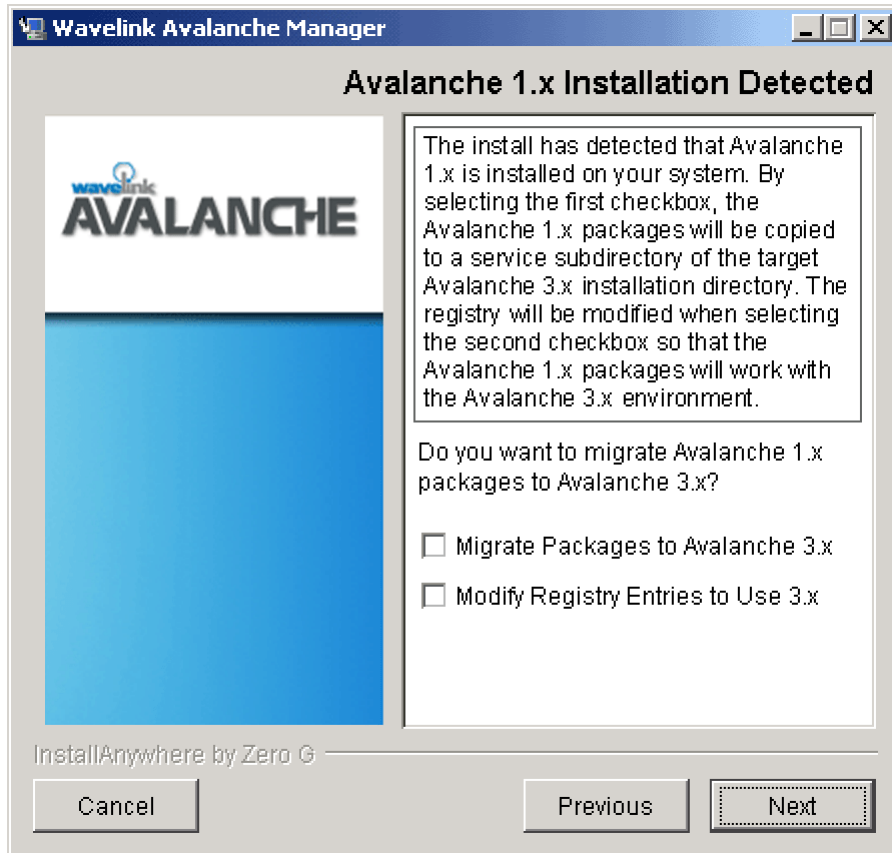 Wavelink Avalanche Manager
Avalanche 1.x Installation Detected
wavelink
AVALANCHE
The install has detected that Avalanche
1.x is installed on your system. By
selecting the first checkbox, the
Avalanche 1.x packages will be copied
to a service subdirectory of the target
Avalanche 3.x installation directory. The
registry will be modified when selecting
the second checkbox so that the
Avalanche 1.x packages will work with
the Avalanche 3.x environment.
Do you want to migrate Avalanche 1.x
packages to Avalanche 3.x?
Migrate Packages to Avalanche 3.x
Modify Registry Entries to Use 3.x
InstallAnywhere by Zero G
Cancel
Previous
Next